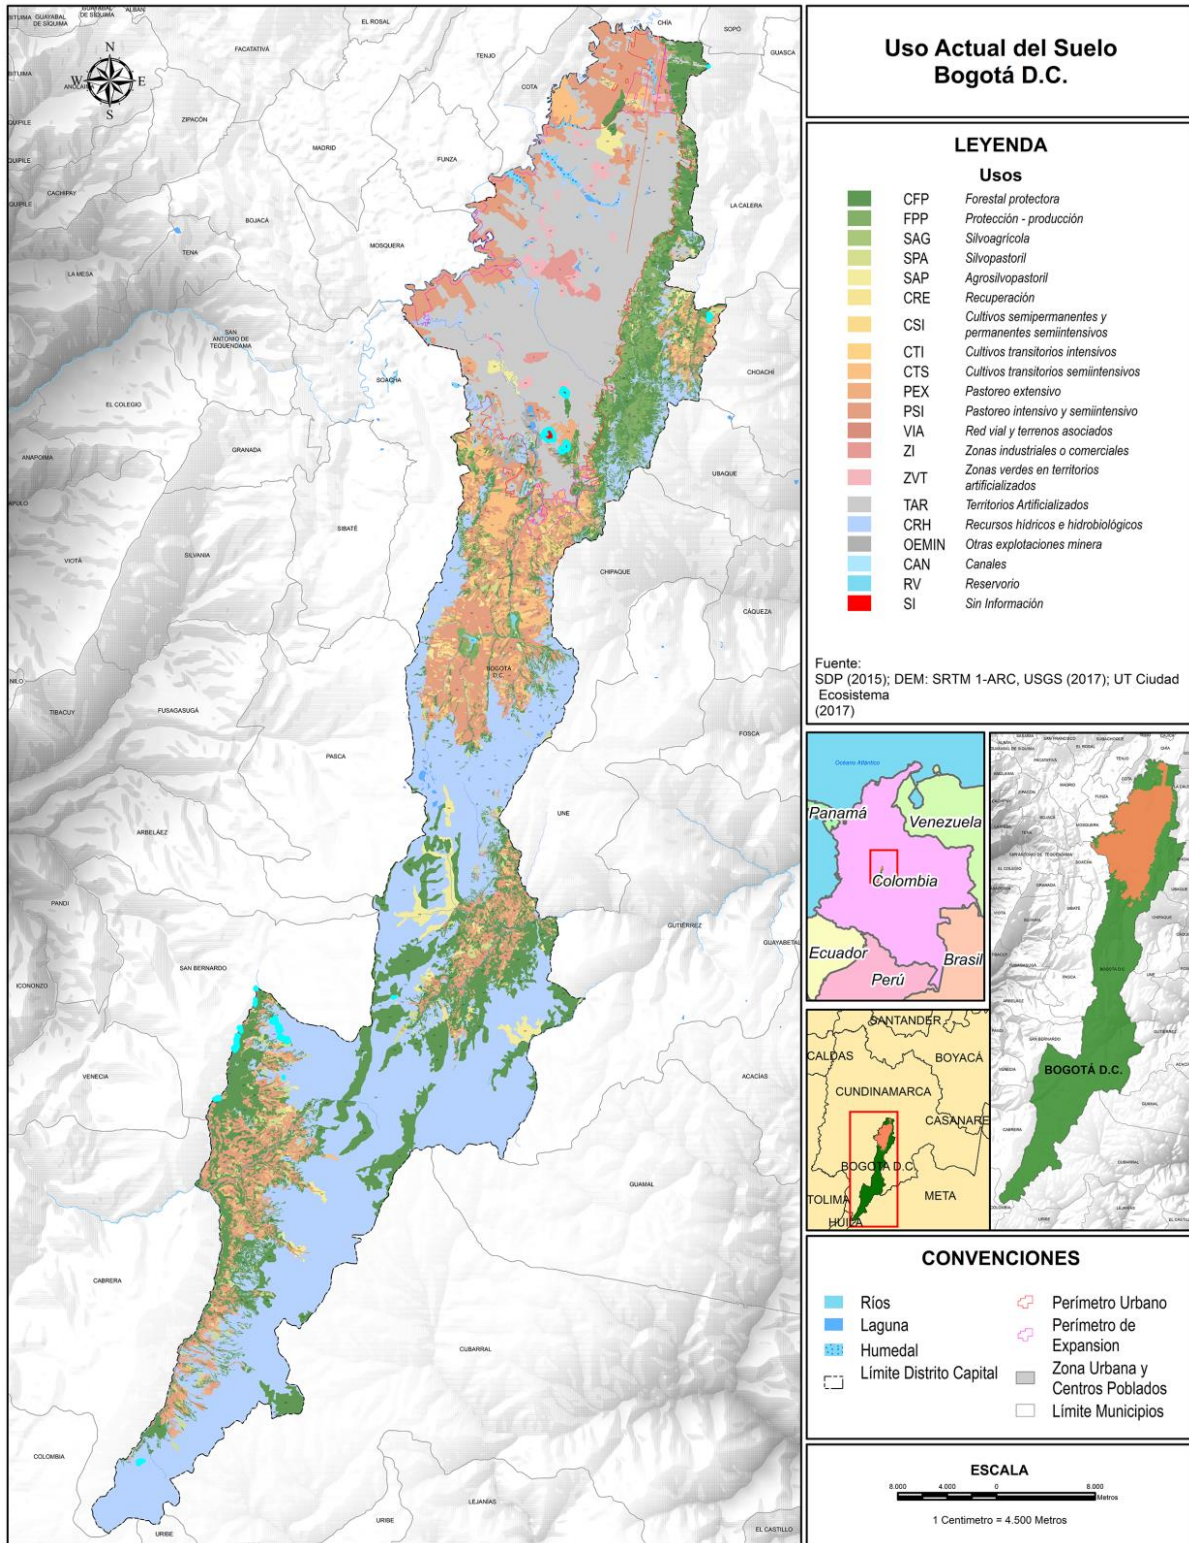 Uso Actual del Suelo
Bogotá D.C.
LEYENDA
Usos
CFP Forestal protectora
FPP Protección - producción
SAG Silvoagrícola
SPA Silvopastoril
SAP Agrosilvopastoril
CRE Recuperación
CSI Cultivos semipermanentes y
permanentes semiintensivos
CTI Cultivos transitorios intensivos
CTS Cultivos transitorios semiintensivos
PEX Pastoreo extensivo
PSI Pastoreo intensivo y semiintensivo
VIA Red vial y terrenos asociados
ZI Zonas industriales o comerciales
ZVT Zonas verdes en territorios
artificializados
TAR Territorios Artificializados
CRH Recursos hídricos e hidrobiológicos
OEMIN Otras explotaciones minera
CAN Canales
RV Reservorio
SI Sin Información
Fuente:
SDP (2015); DEM: SRTM 1-ARC, USGS (2017); UT Ciudad
Ecosistema
(2017)
N
W E
S
GUAYABAL
DE SÍQUIMA
ALBÁN
EL ROSAL
CHÍA
SOPÓ
FACATATIVÁ
TENJO
GUASCA
COTA
ZIPACÓN
MADRID
FUNZA
CACHIPAY
BOJACÁ
LA CALERA
MOSQUERA
TENA
LA MESA
SAN
ANTONIO DE
TEQUENDAMA
SOACHA
CHOACHÍ
EL COLEGIO
GRANADA
ANAPOIMA
UBAQUE
SIBATÉ
VIOTÁ
SILVANIA
CHIPAQUE
CÁQUEZA
BOGOTÁ
D.C.
NILO
TIBACUY
FUSAGASUGÁ
FOSCA
PASCA
UNE
ARBELÁEZ
PANDI
GUTIÉRREZ
GUAYABETAL
SAN BERNARDO
ICONONZO
VENECIA
ACACÍAS
GUAMAL
CABRERA
CUBARRAL
COLOMBIA
LEJANÍAS
URIBE
URIBE
EL CASTILLO
Océano Atlántico
Panamá
Venezuela
Colombia
Ecuador
Perú
Brasil
SANTANDER
CALDAS
BOYACÁ
CUNDINAMARCA
CASANARE
BOGOTÁ D.C.
TOLIMA
META
HUILA
BOGOTÁ D.C.
CONVENCIONES
Ríos
Laguna
Humedal
Límite Distrito Capital
Perímetro Urbano
Perímetro de
Expansion
Zona Urbana y
Centros Poblados
Límite Municipios
ESCALA
8.000 4.000 0 8.000
Metros
1 Centimetro = 4.500 Metros